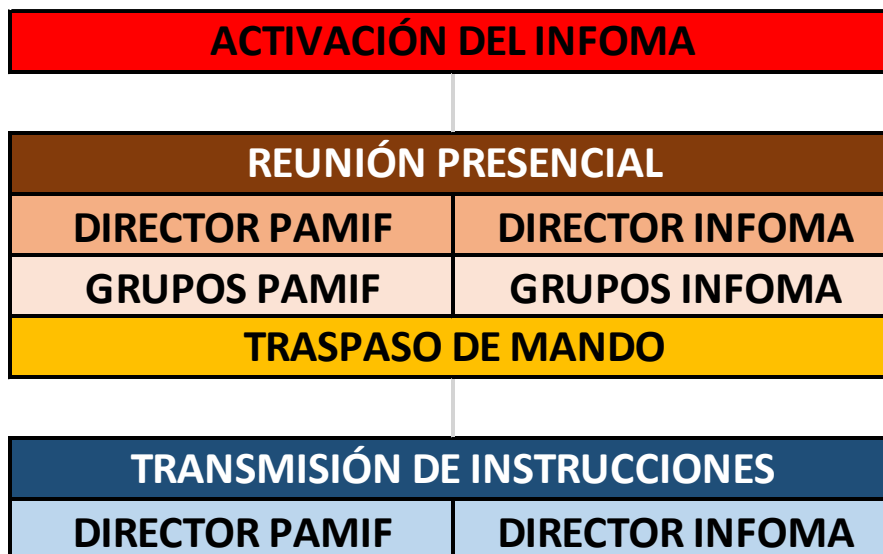 ACTIVACIÓN DEL INFOMA
REUNIÓN PRESENCIAL
DIRECTOR PAMIF DIRECTOR INFOMA
GRUPOS PAMIF GRUPOS INFOMA
TRASPASO DE MANDO
TRANSMISIÓN DE INSTRUCCIONES
DIRECTOR PAMIF DIRECTOR INFOMA